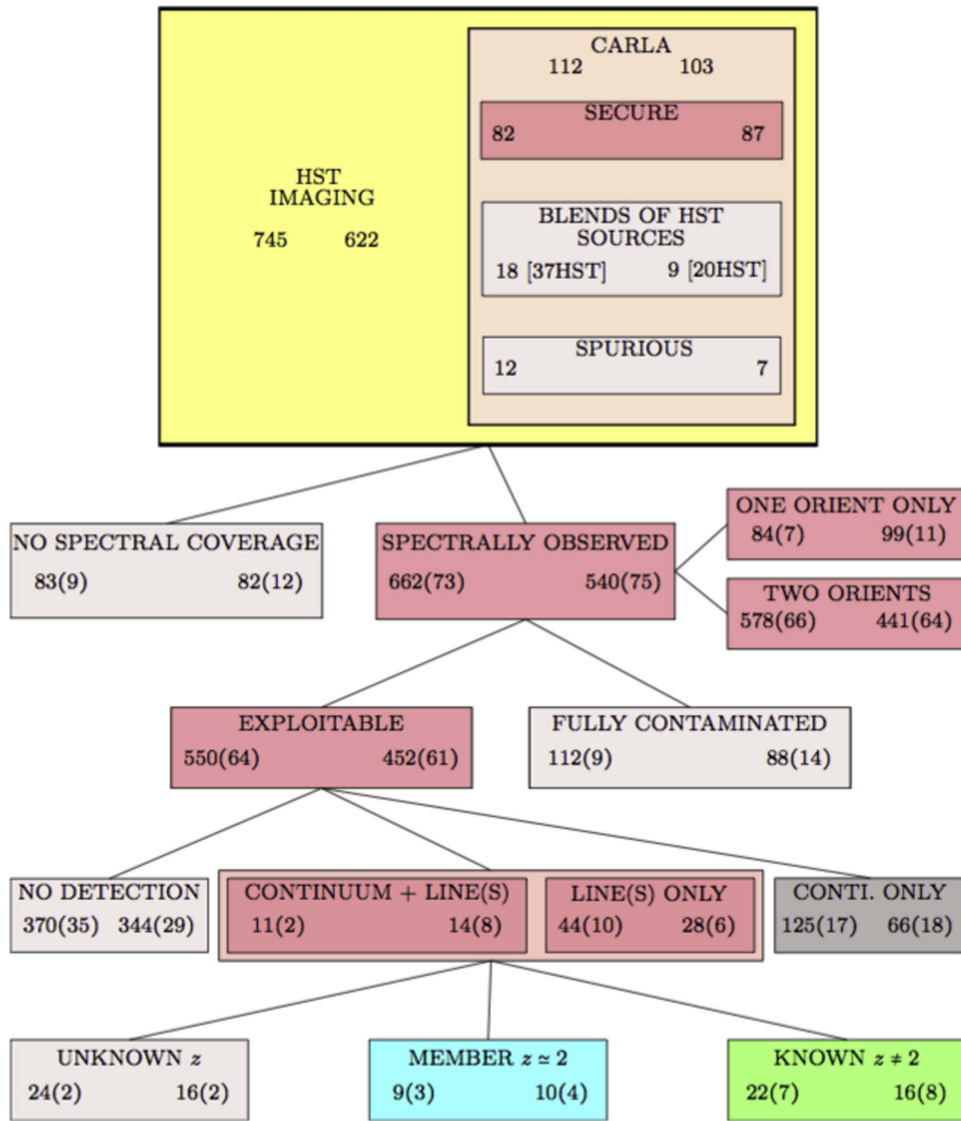 CARLA
112 103
SECURE
82 87
HST
IMAGING
745 622
BLENDS OF HST
SOURCES
18 [37HST] 9 [20HST]
SPURIOUS
12 7
NO SPECTRAL COVERAGE
83(9) 82(12)
SPECTRALLY OBSERVED
662(73) 540(75)
ONE ORIENT ONLY
84(7) 99(11)
TWO ORIENTS
578(66) 441(64)
EXPLOITABLE
550(64) 452(61)
FULLY CONTAMINATED
112(9) 88(14)
NO DETECTION
370(35) 344(29)
CONTINUUM + LINE(S)
11(2) 14(8)
LINE(S) ONLY
44(10) 28(6)
CONTI. ONLY
125(17) 66(18)
UNKNOWN z
24(2) 16(2)
MEMBER z ≃ 2
9(3) 10(4)
KNOWN z ≠ 2
22(7) 16(8)